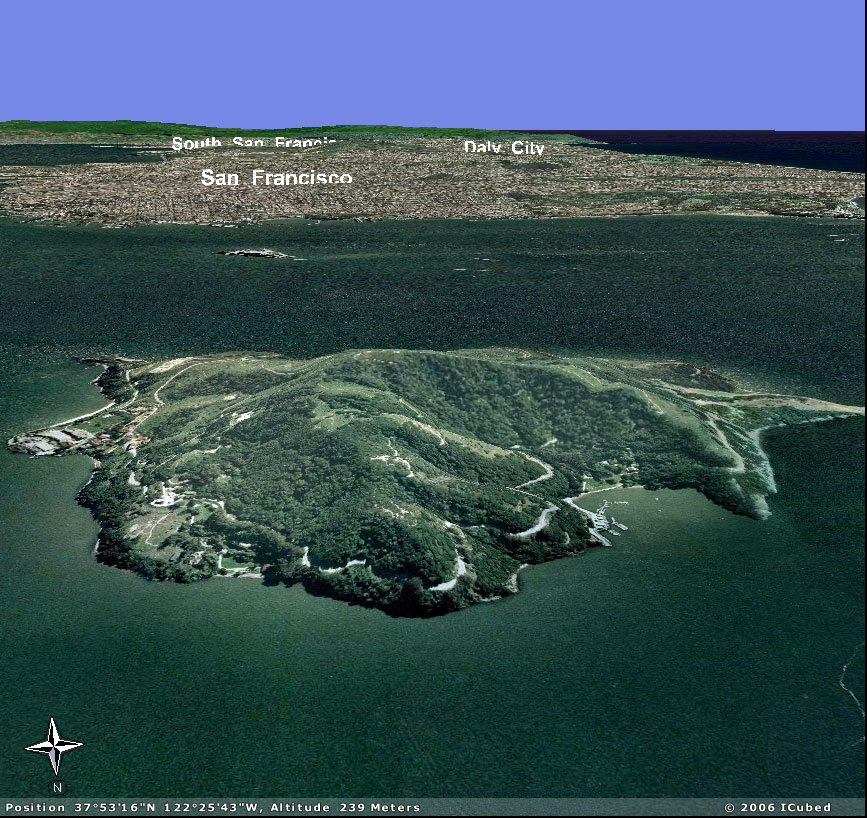 South San Francis
Daly City
San Francisco
N
Position 37°53'16"N 122°25'43"W, Altitude 239 Meters
© 2006 ICubed